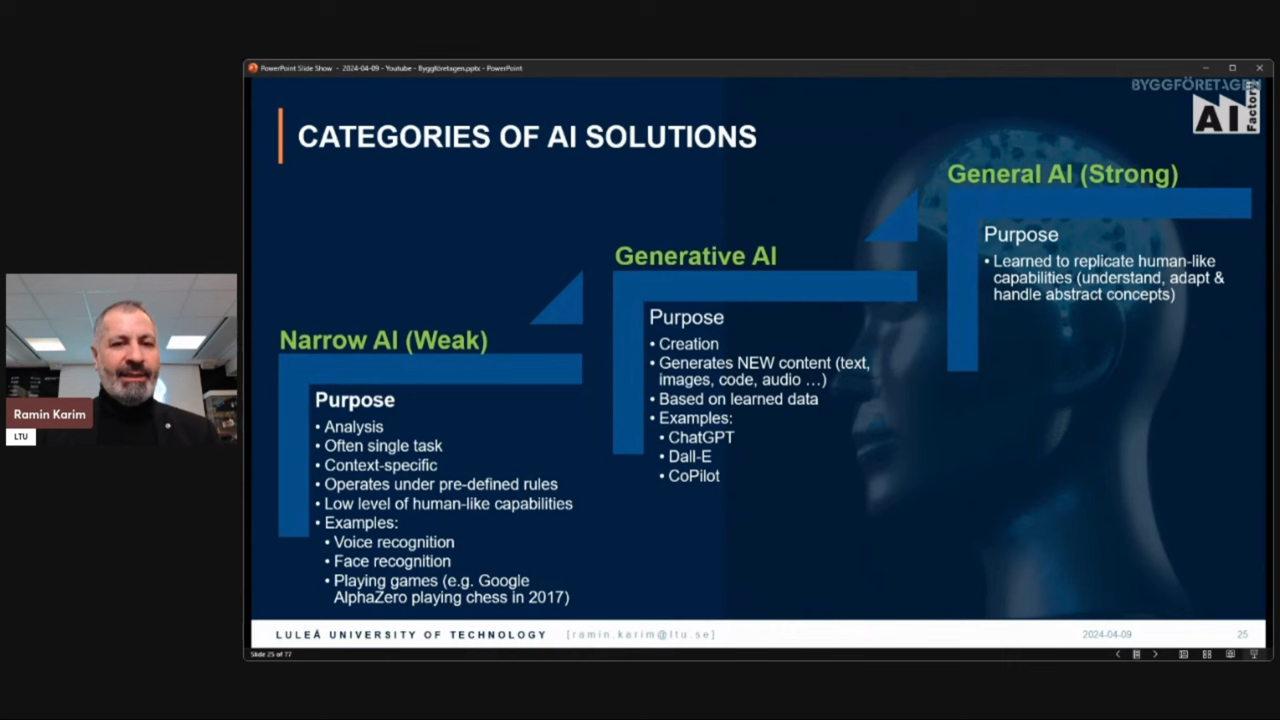 PowerPoint Slide Show - 2024-04-09 - Youtube - Byggföretagen.pptx - PowerPoint
BYGGFÖRETAGEN
AI Factory
CATEGORIES OF AI SOLUTIONS
General AI (Strong)
Purpose
• Learned to replicate human-like
capabilities (understand, adapt &
handle abstract concepts)
Generative AI
Purpose
• Creation
• Generates NEW content (text,
images, code, audio ...)
• Based on learned data
• Examples:
• ChatGPT
• Dall-E
• CoPilot
Narrow AI (Weak)
Purpose
• Analysis
• Often single task
• Context-specific
• Operates under pre-defined rules
• Low level of human-like capabilities
• Examples:
• Voice recognition
• Face recognition
• Playing games (e.g. Google
AlphaZero playing chess in 2017)
Ramin Karim
LTU
LULEÅ UNIVERSITY OF TECHNOLOGY [ramin.karim@ltu.se] 2024-04-09 25
Slide 25 of 77